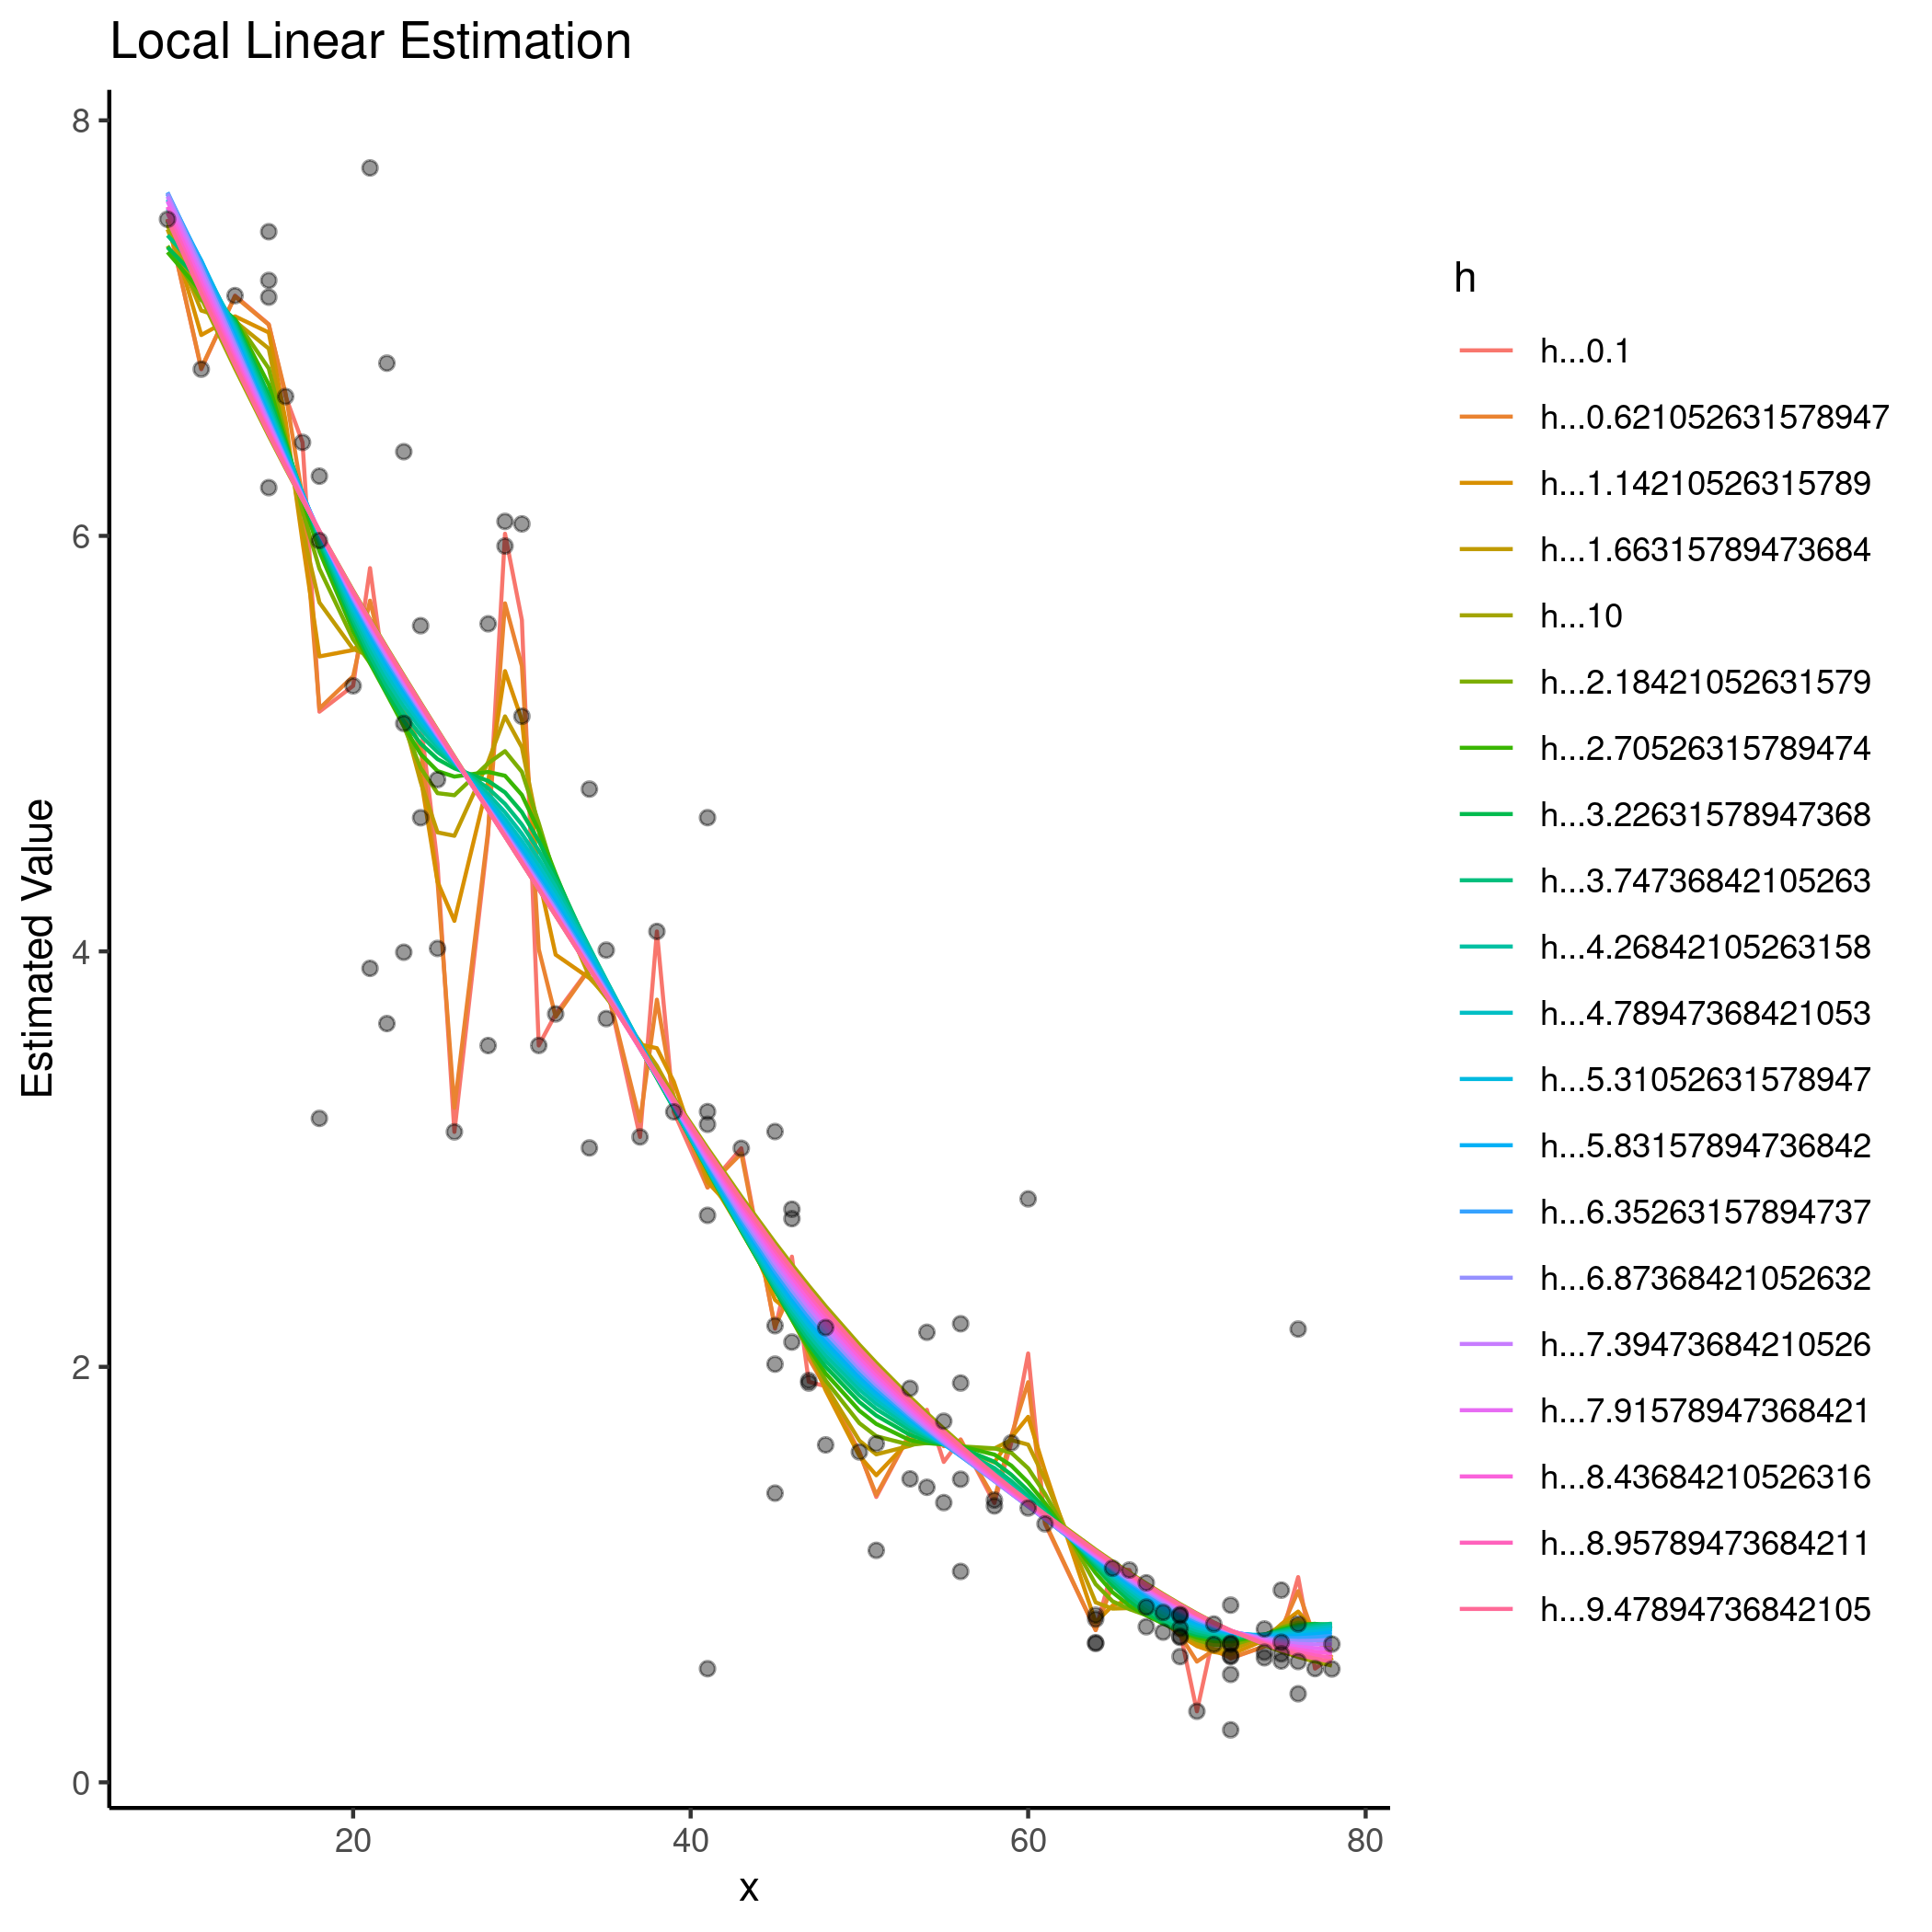 Local Linear Estimation
Estimated Value
8
6
4
2
0
20
40
60
80
x
h
h...0.1
h...0.621052631578947
h...1.14210526315789
h...1.66315789473684
h...10
h...2.18421052631579
h...2.70526315789474
h...3.22631578947368
h...3.74736842105263
h...4.26842105263158
h...4.78947368421053
h...5.31052631578947
h...5.83157894736842
h...6.35263157894737
h...6.87368421052632
h...7.39473684210526
h...7.91578947368421
h...8.43684210526316
h...8.95789473684211
h...9.47894736842105